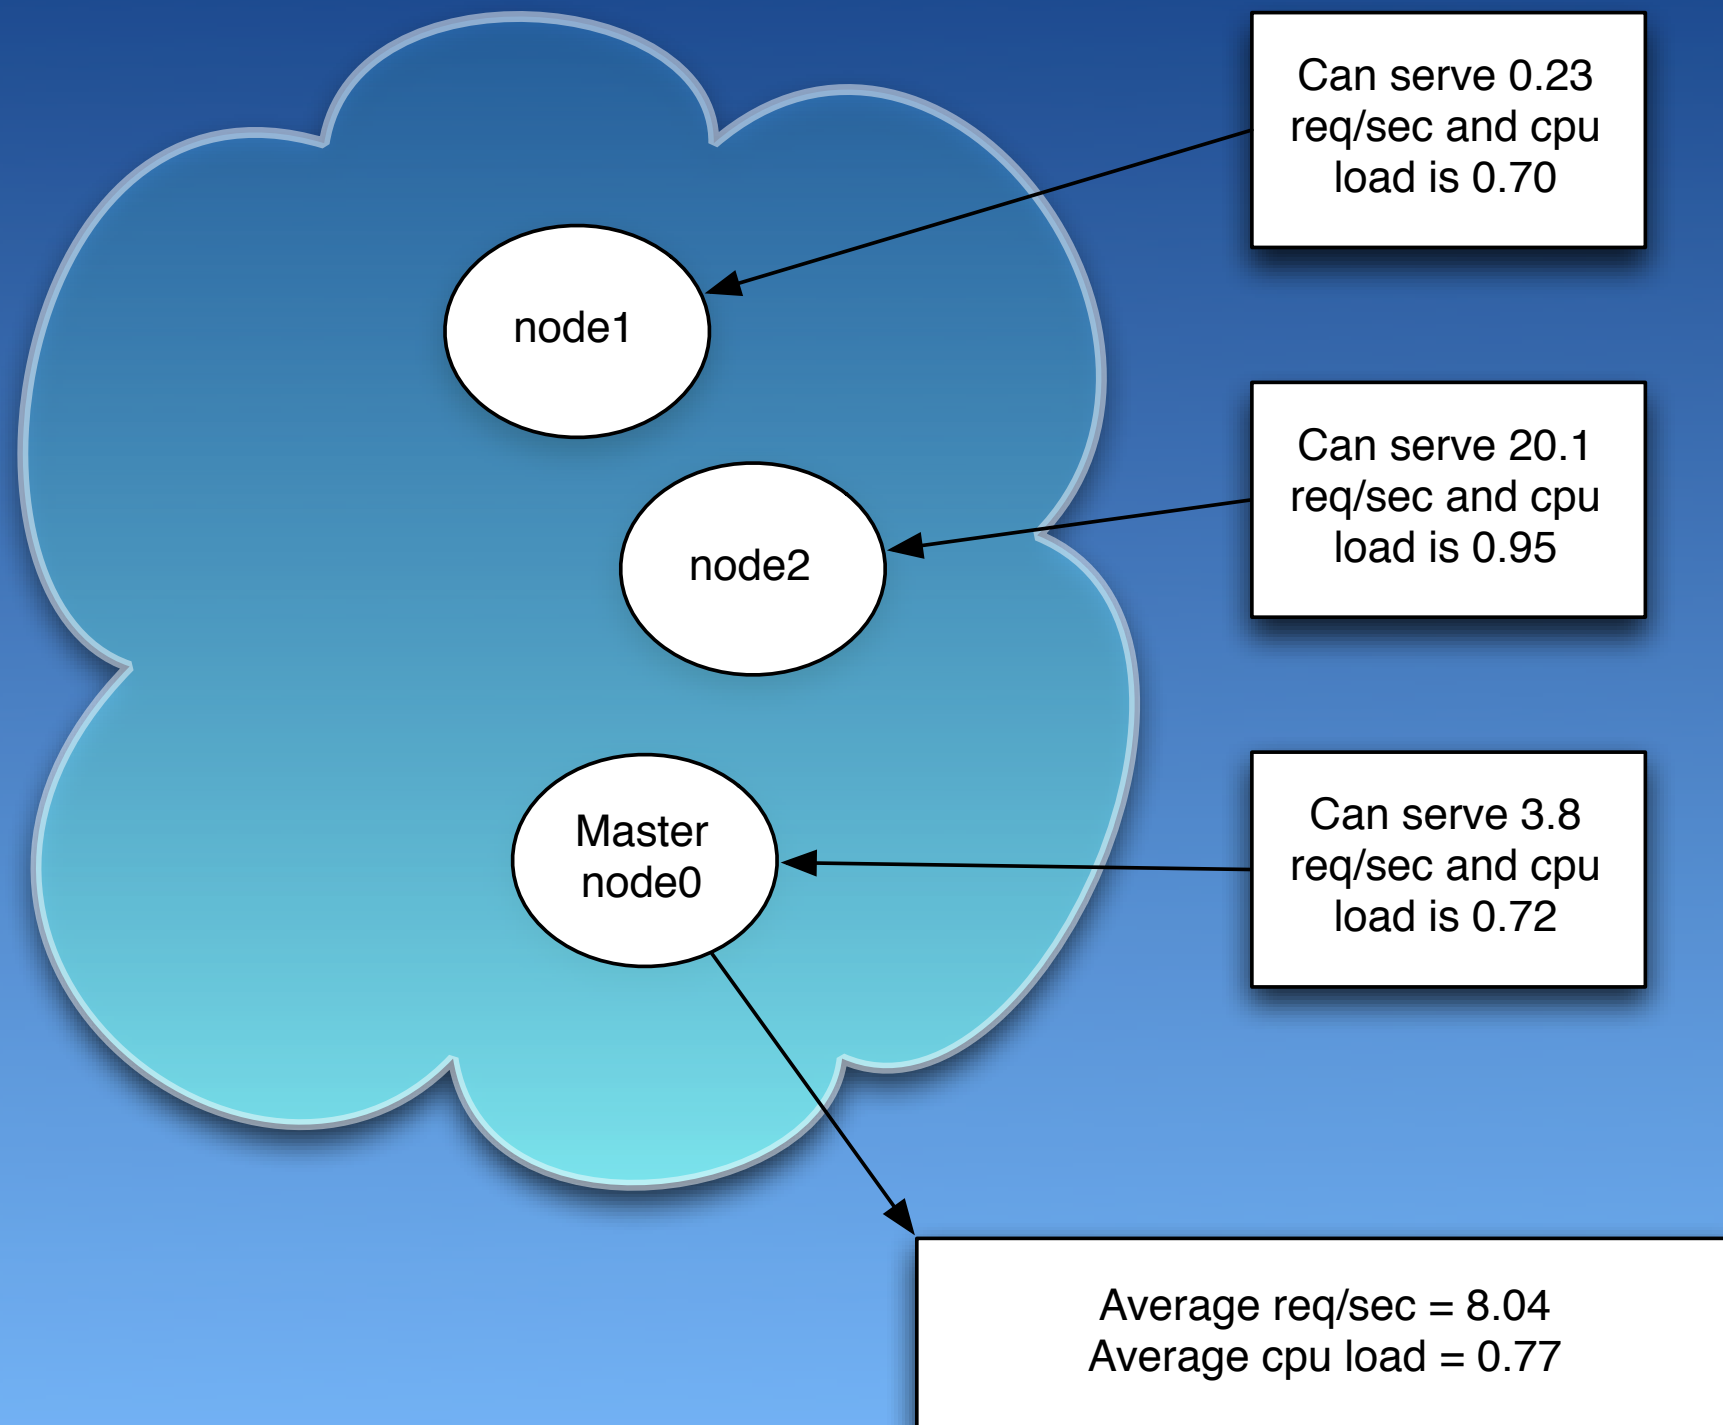 Can serve 0.23
req/sec and cpu
load is 0.70
node1
Can serve 20.1
req/sec and cpu
load is 0.95
node2
Can serve 3.8
req/sec and cpu
load is 0.72
Master
node0
Average req/sec = 8.04
Average cpu load = 0.77